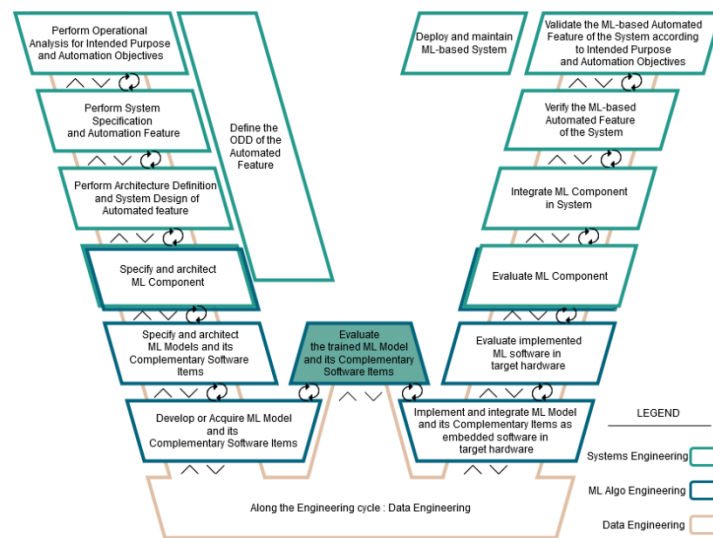 Perform Operational
Analysis for Intended Purpose
and Automation Objectives
Perform System
Specification
and Automation Feature
Perform Architecture Definition
and System Design of
Automated feature
Specify and architect
ML Component
Specify and architect
ML Models and its
Complementary Software
Items
Develop or Acquire ML Model
and its
Complementary Software Items
Define the
ODD of the
Automated
Feature
Evaluate
the trained ML Model
and its Complementary
Software Items
Deploy and maintain
ML-based System
Validate the ML-based Automated
Feature of the System according
to Intended Purpose
and Automation Objectives
Verify the ML-based
Automated Feature
of the System
Integrate ML Component
in System
Evaluate ML Component
Evaluate implemented
ML software in
target hardware
Implement and integrate ML Model
and its Complementary Items as
embedded software in
target hardware
Along the Engineering cycle : Data Engineering
LEGEND
Systems Engineering
ML Algo Engineering
Data Engineering